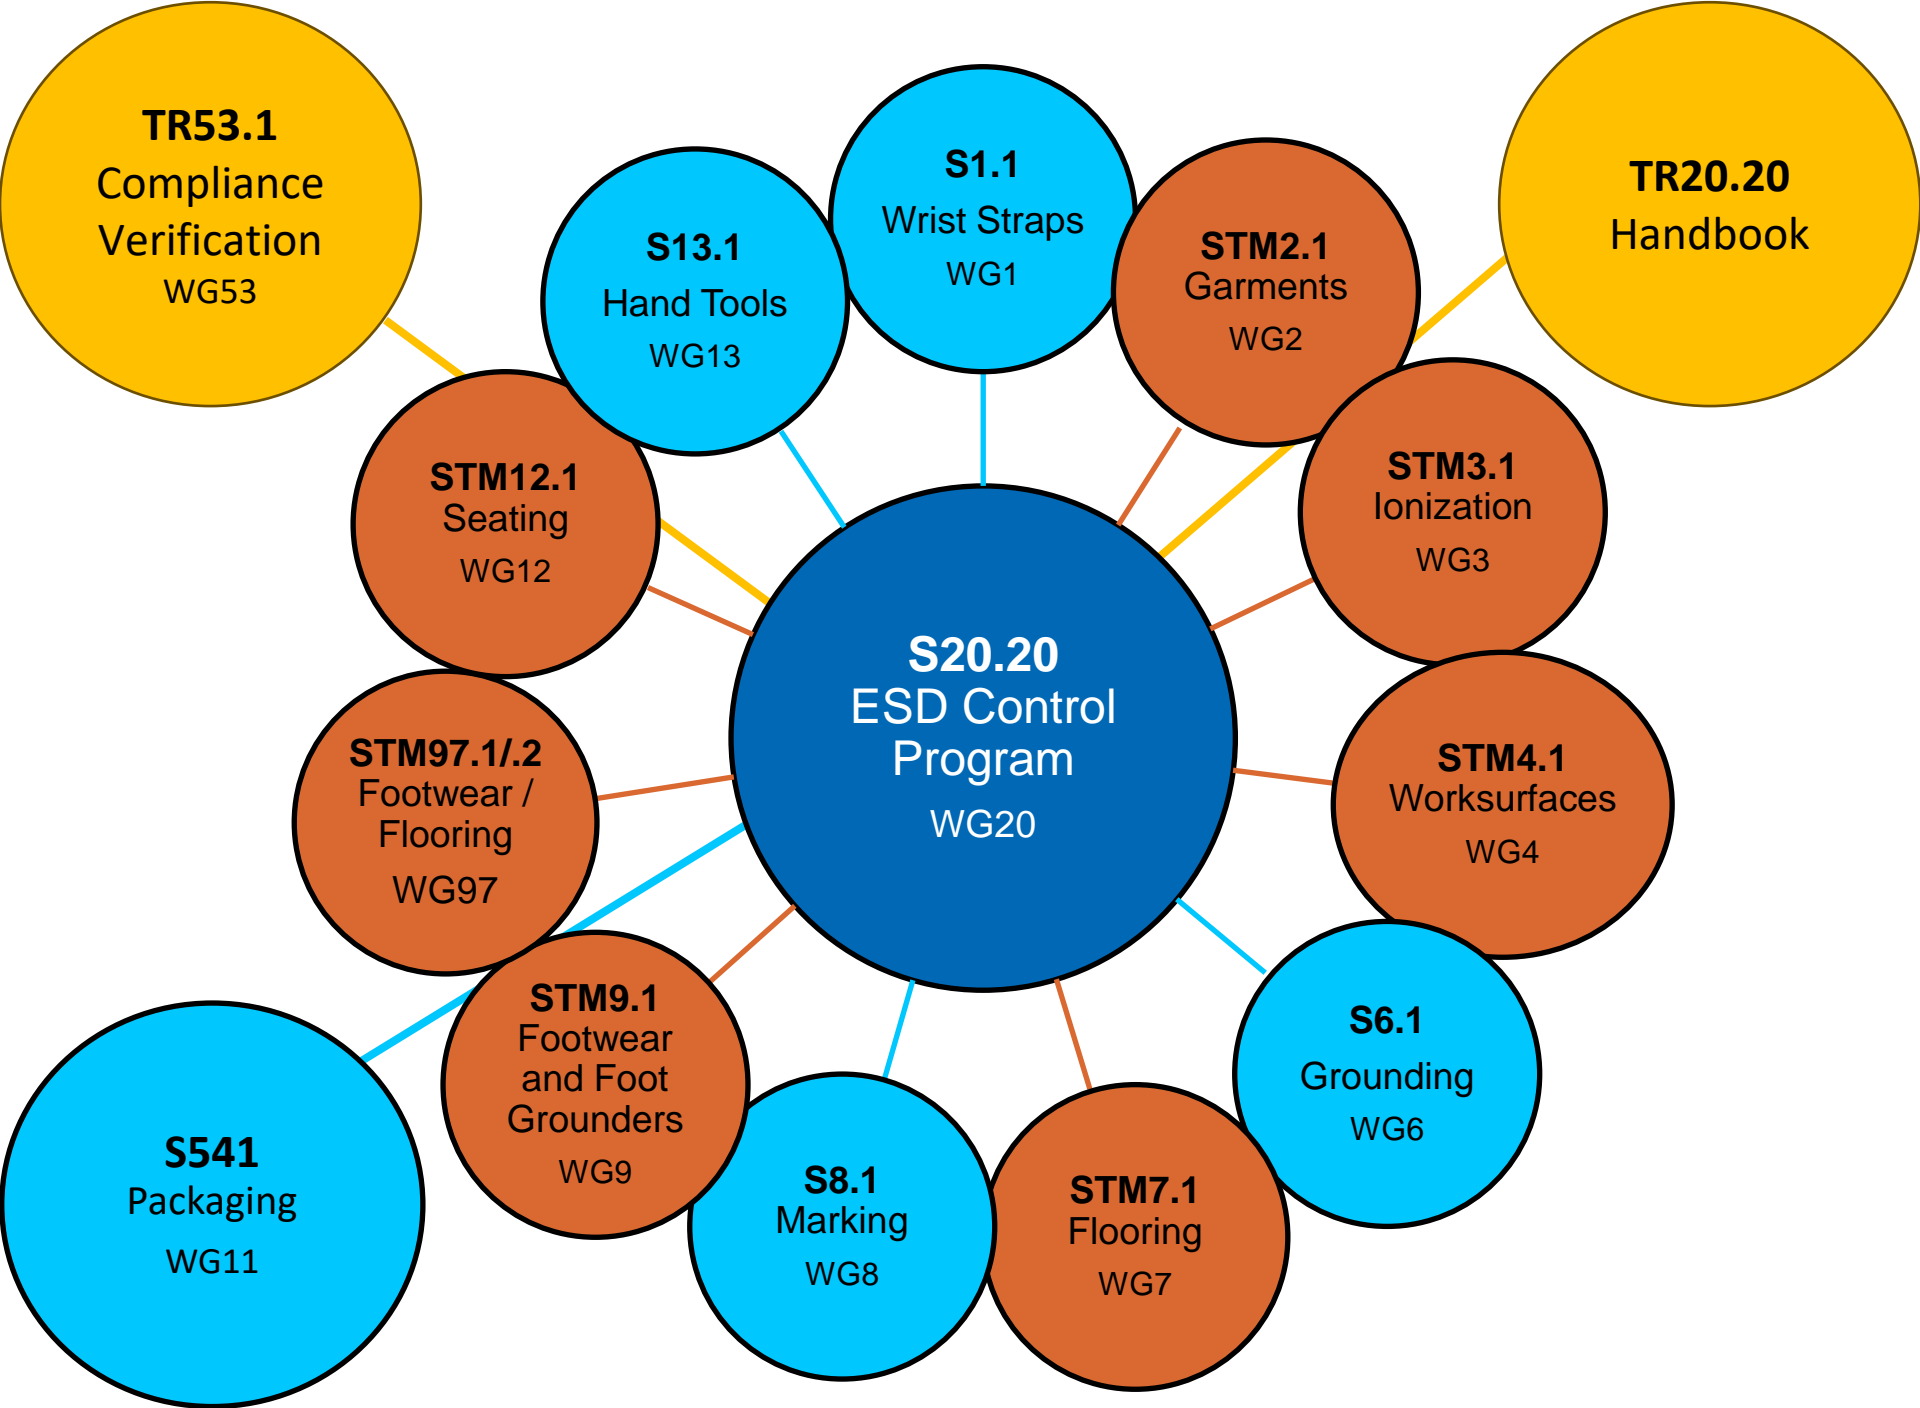 TR53.1
Compliance
Verification
WG53
S13.1
Hand Tools
WG13
S1.1
Wrist Straps
WG1
STM2.1
Garments
WG2
TR20.20
Handbook
STM12.1
Seating
WG12
STM3.1
Ionization
WG3
S20.20
ESD Control
Program
WG20
STM97.1/.2
Footwear /
Flooring
WG97
STM4.1
Worksurfaces
WG4
STM9.1
Footwear
and Foot
Grounders
WG9
S6.1
Grounding
WG6
S541
Packaging
WG11
S8.1
Marking
WG8
STM7.1
Flooring
WG7